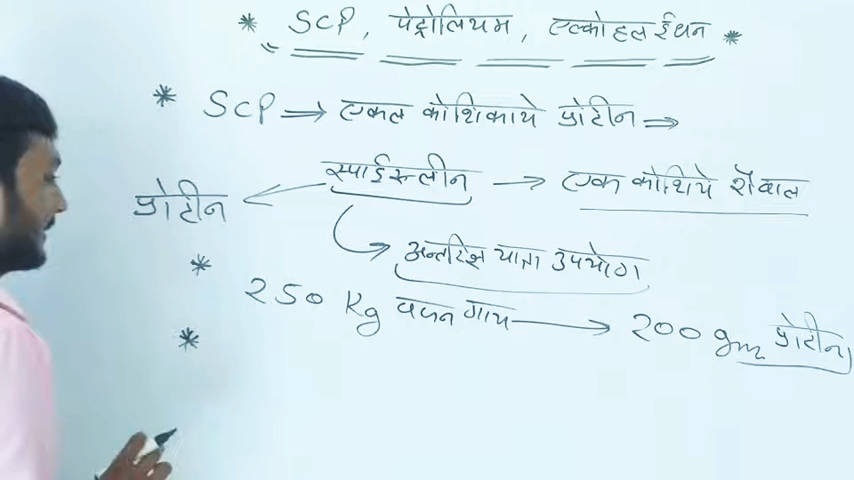 * SCP, पेट्रोलियम, एल्कोहल ईंधन *
* SCP ⇒ एकल कोशिकाये प्रोटीन ⇒
प्रोटीन ← स्पाईरूलीन → एक कोशिये शैवाल
अन्तरिक्ष यात्रा उपयोग
* 250 Kg वजन गाय → 200 gm प्रोटीन
*